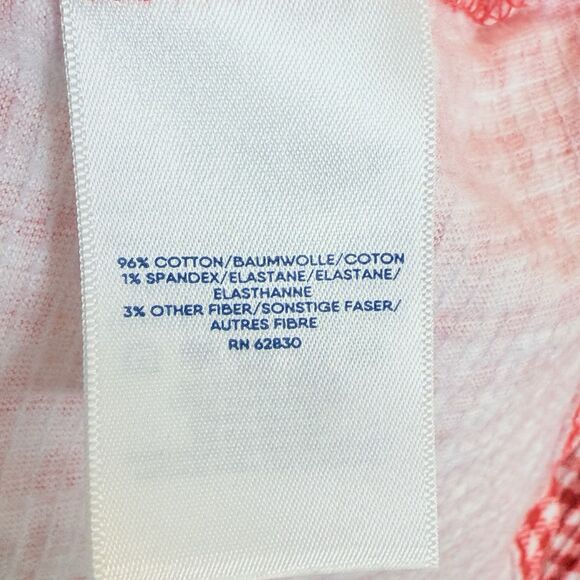 96% COTTON/BAUMWOLLE/COTON
1% SPANDEX/ELASTANE/ELASTANE/
ELASTHANNE
3% OTHER FIBER/SONSTIGE FASER/
AUTRES FIBRE
RN 62830